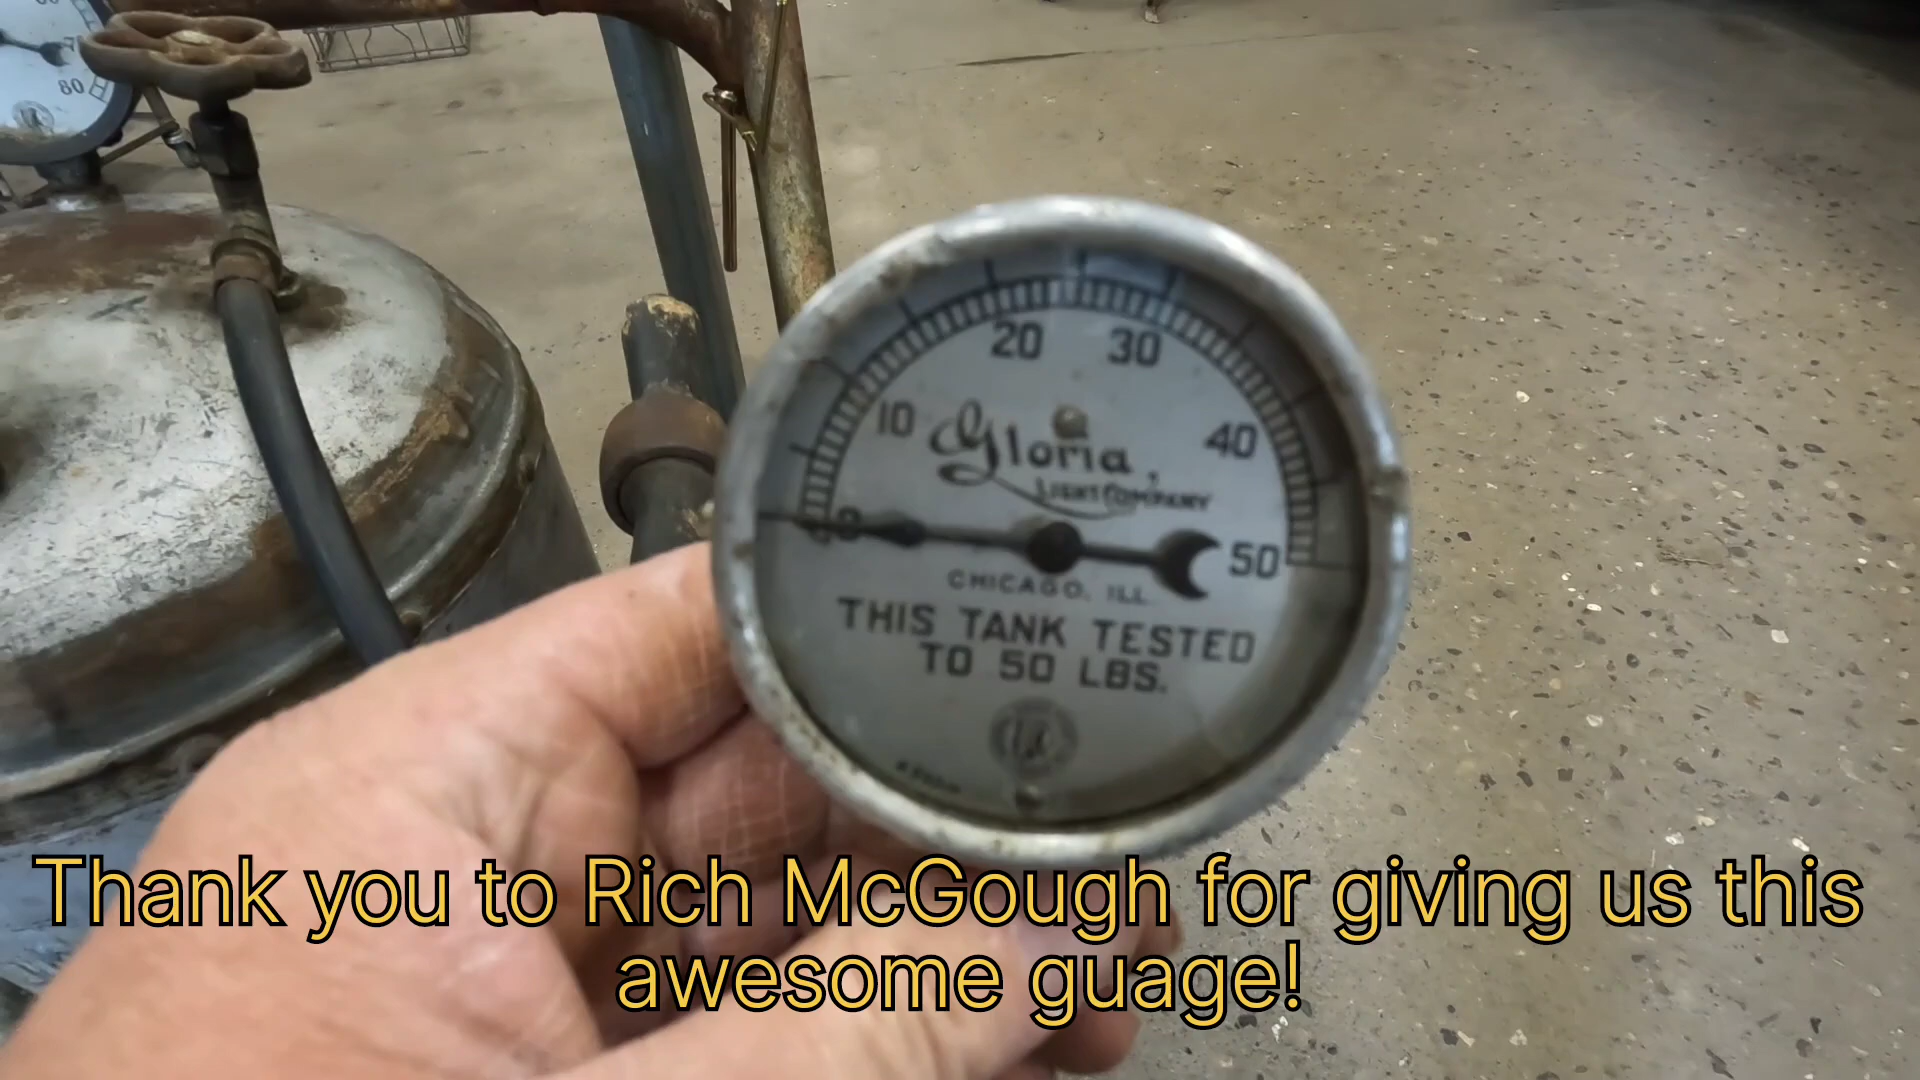 80
20 30
10 40
Gloria
LIGHT COMPANY
0
50
CHICAGO, ILL.
THIS TANK TESTED
TO 50 LBS.
Thank you to Rich McGough for giving us this
awesome guage!